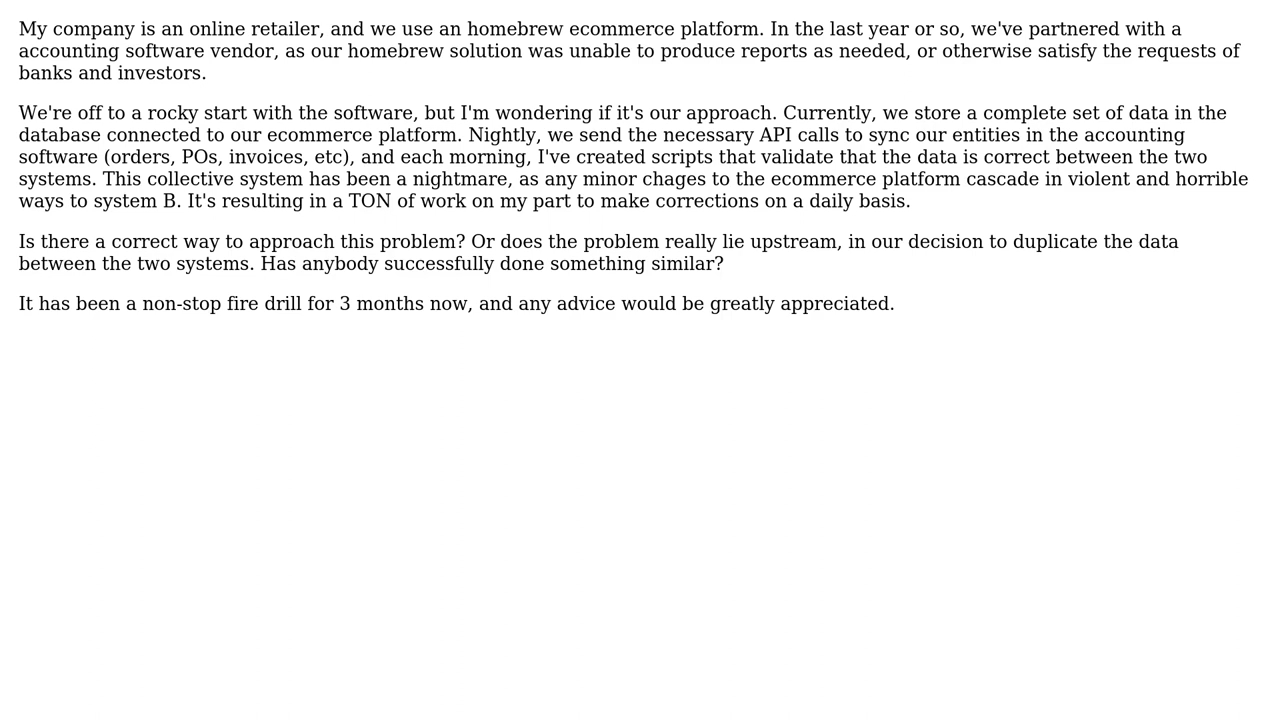 My company is an online retailer, and we use an homebrew ecommerce platform. In the last year or so, we've partnered with a
accounting software vendor, as our homebrew solution was unable to produce reports as needed, or otherwise satisfy the requests of
banks and investors.
We're off to a rocky start with the software, but I'm wondering if it's our approach. Currently, we store a complete set of data in the
database connected to our ecommerce platform. Nightly, we send the necessary API calls to sync our entities in the accounting
software (orders, POs, invoices, etc), and each morning, I've created scripts that validate that the data is correct between the two
systems. This collective system has been a nightmare, as any minor chages to the ecommerce platform cascade in violent and horrible
ways to system B. It's resulting in a TON of work on my part to make corrections on a daily basis.
Is there a correct way to approach this problem? Or does the problem really lie upstream, in our decision to duplicate the data
between the two systems. Has anybody successfully done something similar?
It has been a non-stop fire drill for 3 months now, and any advice would be greatly appreciated.